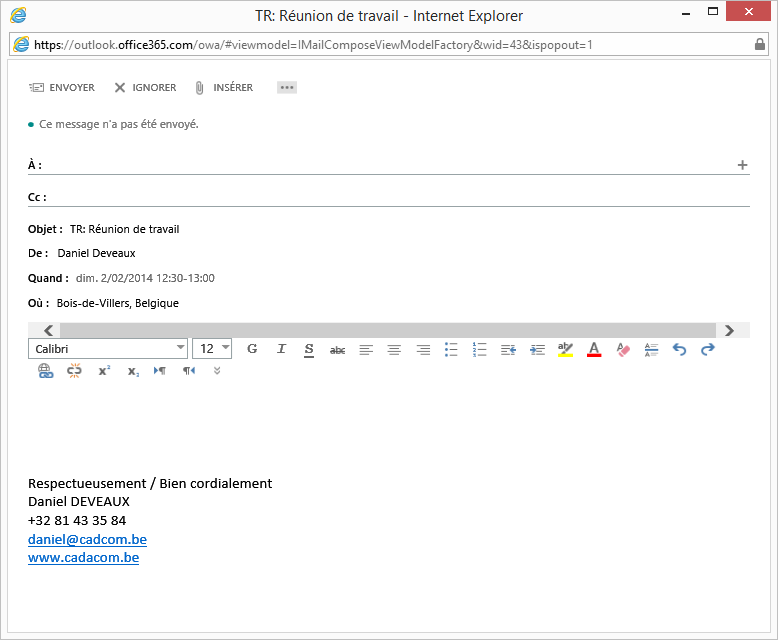 TR: Réunion de travail - Internet Explorer
https://outlook.office365.com/owa/#viewmodel=IMailComposeViewModelFactory&wid=43&ispopout=1
ENVOYER IGNORER INSÉRER
Ce message n'a pas été envoyé.
À :
Cc :
Objet : TR: Réunion de travail
De : Daniel Deveaux
Quand : dim. 2/02/2014 12:30-13:00
Où : Bois-de-Villers, Belgique
Calibri 12 G I S abc ab A
x² x₂
Respectueusement / Bien cordialement
Daniel DEVEAUX
+32 81 43 35 84
daniel@cadcom.be
www.cadacom.be